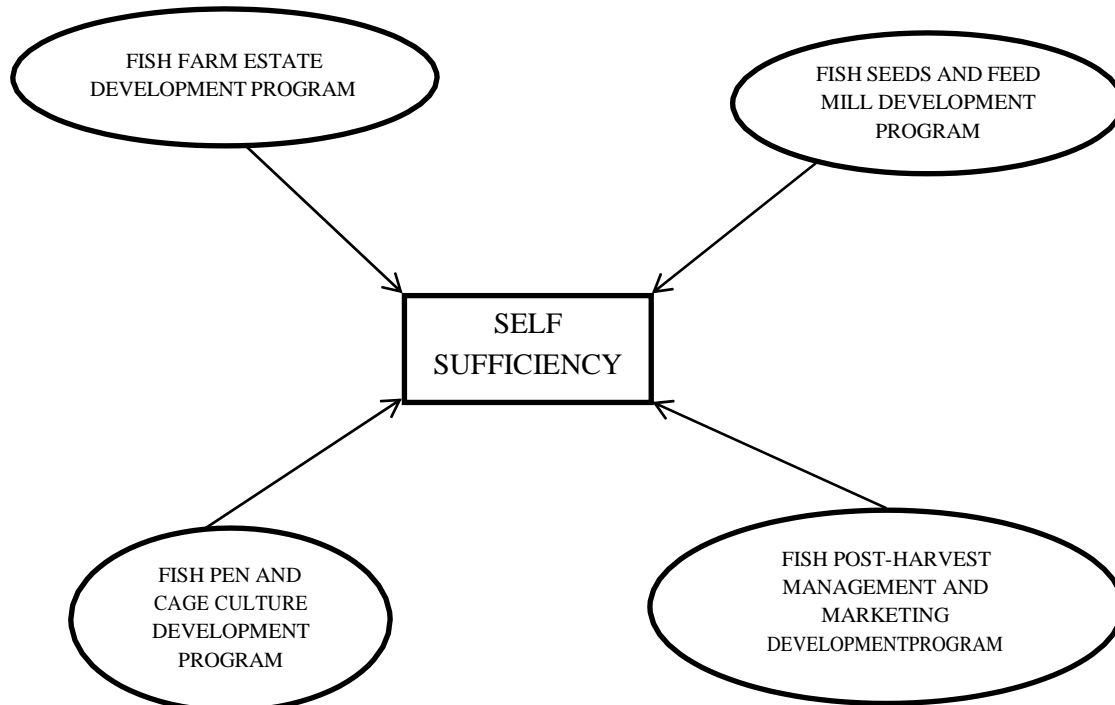 FISH FARM ESTATE
DEVELOPMENT PROGRAM
FISH SEEDS AND FEED
MILL DEVELOPMENT
PROGRAM
SELF
SUFFICIENCY
FISH PEN AND
CAGE CULTURE
DEVELOPMENT
PROGRAM
FISH POST-HARVEST
MANAGEMENT AND
MARKETING
DEVELOPMENTPROGRAM